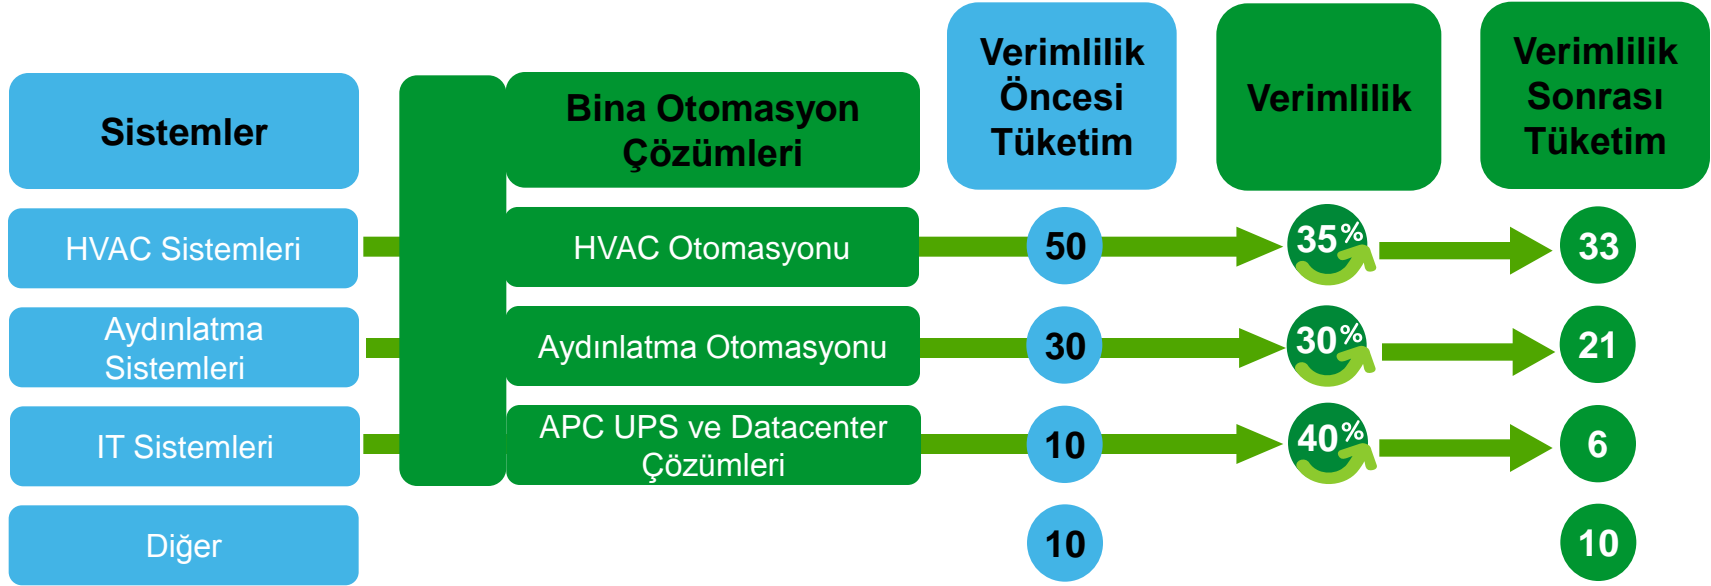 Sistemler
Bina Otomasyon
Çözümleri
Verimlilik
Öncesi
Tüketim
Verimlilik
Verimlilik
Sonrası
Tüketim
HVAC Sistemleri
HVAC Otomasyonu
50
35%
33
Aydınlatma
Sistemleri
Aydınlatma Otomasyonu
30
30%
21
IT Sistemleri
APC UPS ve Datacenter
Çözümleri
10
40%
6
Diğer
10
10